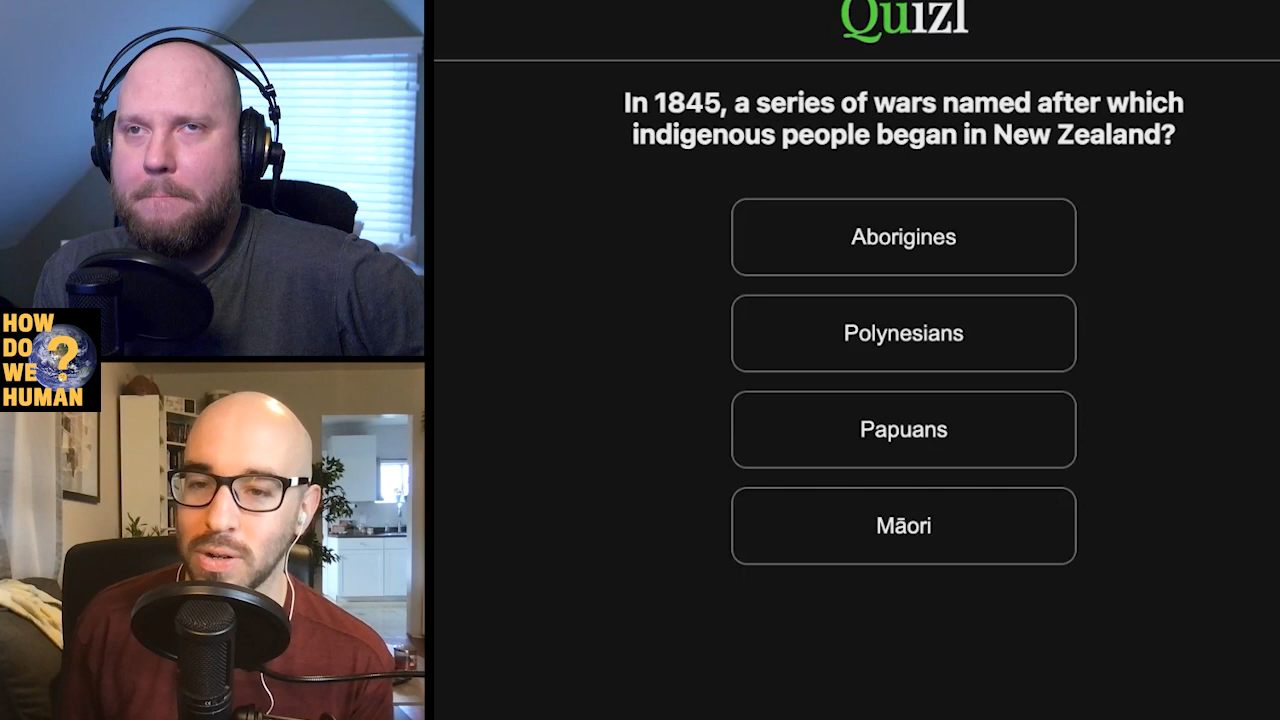 Quizl
In 1845, a series of wars named after which
indigenous people began in New Zealand?
Aborigines
Polynesians
Papuans
Māori
HOW
DO
WE ?
HUMAN